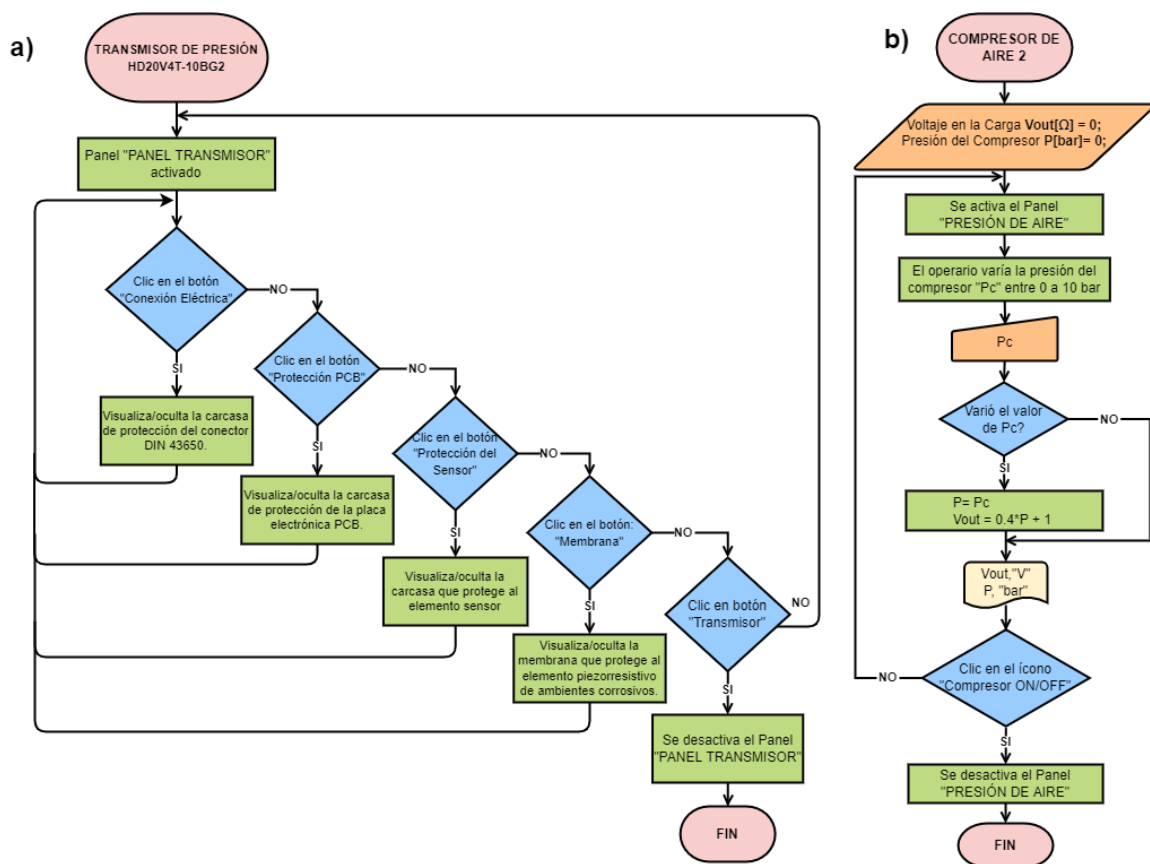 a)
TRANSMISOR DE PRESIÓN
HD20V4T-10BG2
Panel "PANEL TRANSMISOR"
activado
Clic en el botón
"Conexión Eléctrica"
NO
SI
Visualiza/oculta la carcasa
de protección del conector
DIN 43650.
Clic en el botón
"Protección PCB"
NO
SI
Visualiza/oculta la carcasa
de protección de la placa
electrónica PCB.
Clic en el botón
"Protección del
Sensor"
NO
SI
Visualiza/oculta la
carcasa que protege al
elemento sensor
Clic en el botón:
"Membrana"
NO
SI
Visualiza/oculta la
membrana que protege al
elemento piezorresistivo
de ambientes corrosivos.
Clic en botón
"Transmisor"
NO
SI
Se desactiva el Panel
"PANEL TRANSMISOR"
FIN
b)
COMPRESOR DE
AIRE 2
Voltaje en la Carga Vout[Ω] = 0;
Presión del Compresor P[bar]= 0;
Se activa el Panel
"PRESIÓN DE AIRE"
El operario varía la presión del
compresor "Pc" entre 0 a 10 bar
Pc
Varió el valor
de Pc?
NO
SI
P= Pc
Vout = 0.4*P + 1
Vout,"V"
P, "bar"
Clic en el ícono
"Compresor ON/OFF"
NO
SI
Se desactiva el Panel
"PRESIÓN DE AIRE"
FIN